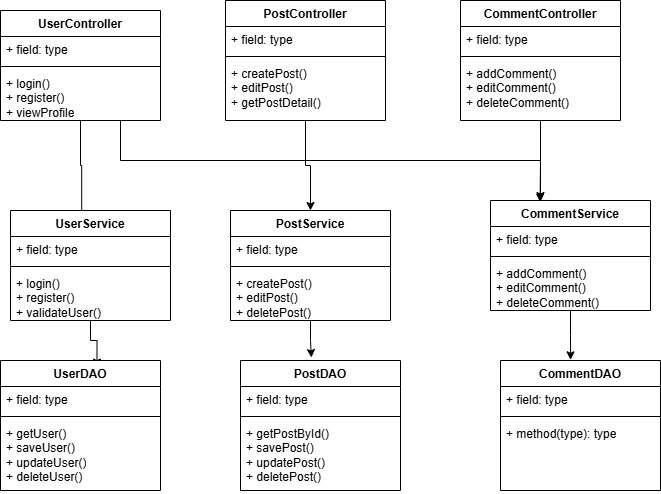 UserController
+ field: type
+ login()
+ register()
+ viewProfile
PostController
+ field: type
+ createPost()
+ editPost()
+ getPostDetail()
CommentController
+ field: type
+ addComment()
+ editComment()
+ deleteComment()
UserService
+ field: type
+ login()
+ register()
+ validateUser()
PostService
+ field: type
+ createPost()
+ editPost()
+ deletePost()
CommentService
+ field: type
+ addComment()
+ editComment()
+ deleteComment()
UserDAO
+ field: type
+ getUser()
+ saveUser()
+ updateUser()
+ deleteUser()
PostDAO
+ field: type
+ getPostById()
+ savePost()
+ updatePost()
+ deletePost()
CommentDAO
+ field: type
+ method(type): type